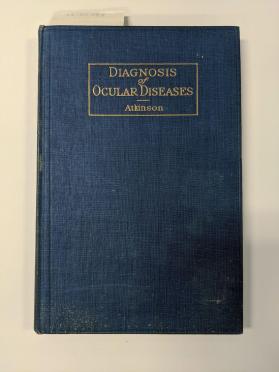 DIAGNOSIS
of
OCULAR DISEASES
Atkinson